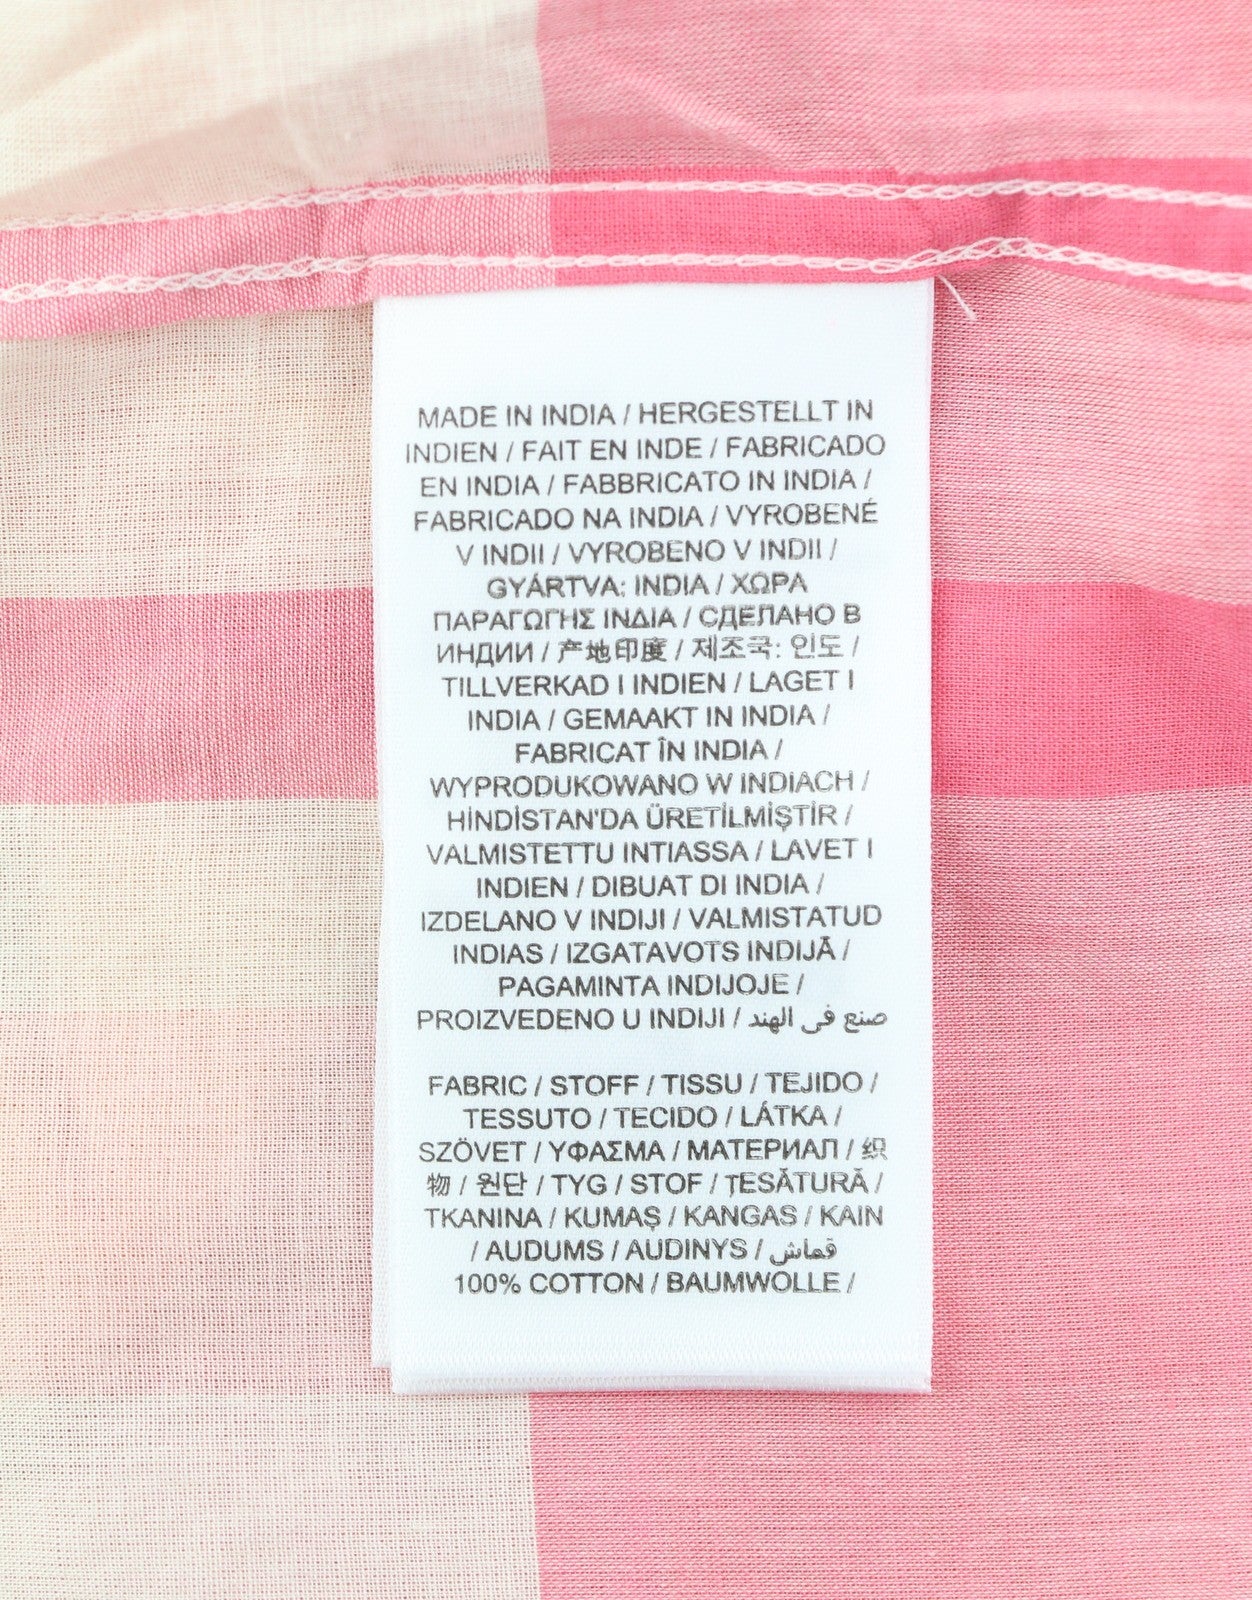 MADE IN INDIA / HERGESTELLT IN
INDIEN / FAIT EN INDE / FABRICADO
EN INDIA / FABBRICATO IN INDIA /
FABRICADO NA INDIA / VYROBENÉ
V INDII / VYROBENO V INDII /
GYÁRTVA: INDIA / ΧΩΡΑ
ΠΑΡΑΓΩΓΗΣ ΙΝΔΙΑ / СДЕЛАНО В
ИНДИИ / 产地印度 / 제조국: 인도 /
TILLVERKAD I INDIEN / LAGET I
INDIA / GEMAAKT IN INDIA /
FABRICAT ÎN INDIA /
WYPRODUKOWANO W INDIACH /
HİNDİSTAN'DA ÜRETİLMİŞTİR /
VALMISTETTU INTIASSA / LAVET I
INDIEN / DIBUAT DI INDIA /
IZDELANO V INDIJI / VALMISTATUD
INDIAS / IZGATAVOTS INDIJĀ /
PAGAMINTA INDIJOJE /
PROIZVEDENO U INDIJI / صنع في الهند
FABRIC / STOFF / TISSU / TEJIDO /
TESSUTO / TECIDO / LÁTKA /
SZÖVET / ΥΦΑΣΜΑ / МАТЕРИАЛ / 织
物 / 원단 / TYG / STOF / ȚESĂTURĂ /
TKANINA / KUMAŞ / KANGAS / KAIN
/ AUDUMS / AUDINYS / قماش
100% COTTON / BAUMWOLLE /